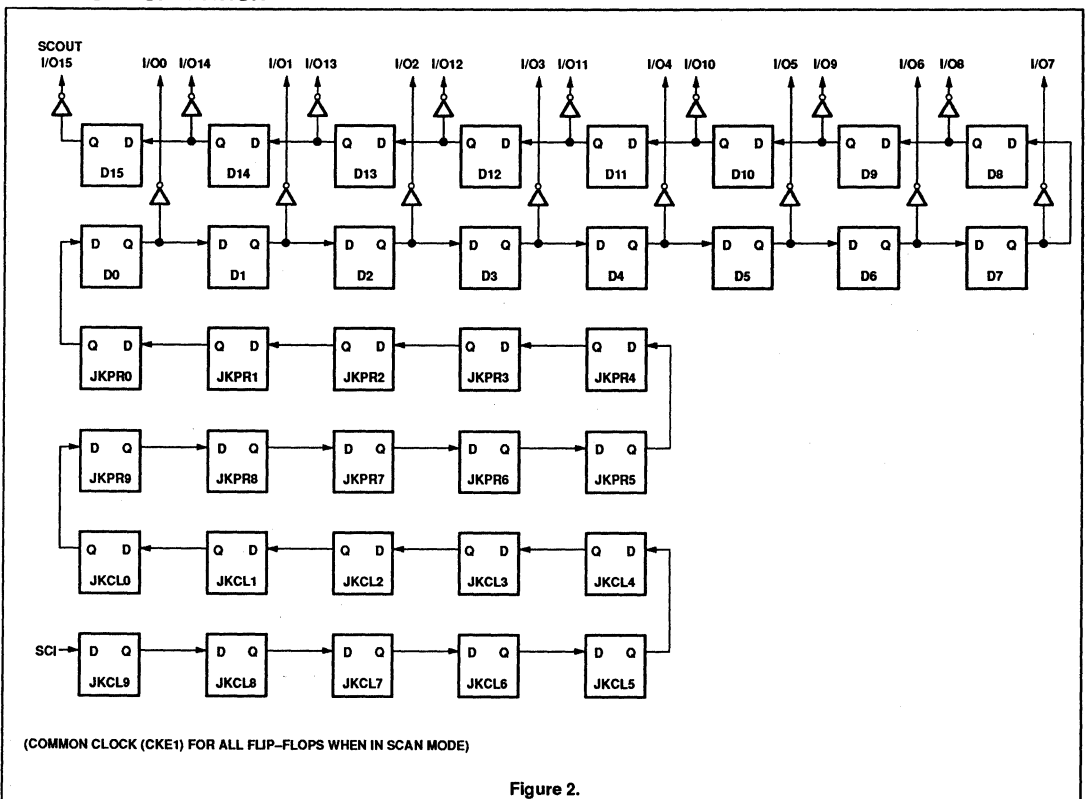 SCOUT
I/O15 I/O0 I/O14 I/O1 I/O13 I/O2 I/O12 I/O3 I/O11 I/O4 I/O10 I/O5 I/O9 I/O6 I/O8 I/O7
Q D Q D Q D Q D Q D Q D Q D Q D
D15 D14 D13 D12 D11 D10 D9 D8
D Q D Q D Q D Q D Q D Q D Q D Q
D0 D1 D2 D3 D4 D5 D6 D7
Q D Q D Q D Q D Q D
JKPR0 JKPR1 JKPR2 JKPR3 JKPR4
D Q D Q D Q D Q D Q
JKPR9 JKPR8 JKPR7 JKPR6 JKPR5
Q D Q D Q D Q D Q D
JKCL0 JKCL1 JKCL2 JKCL3 JKCL4
SCI D Q D Q D Q D Q D Q
JKCL9 JKCL8 JKCL7 JKCL6 JKCL5
(COMMON CLOCK (CKE1) FOR ALL FLIP–FLOPS WHEN IN SCAN MODE)
Figure 2.